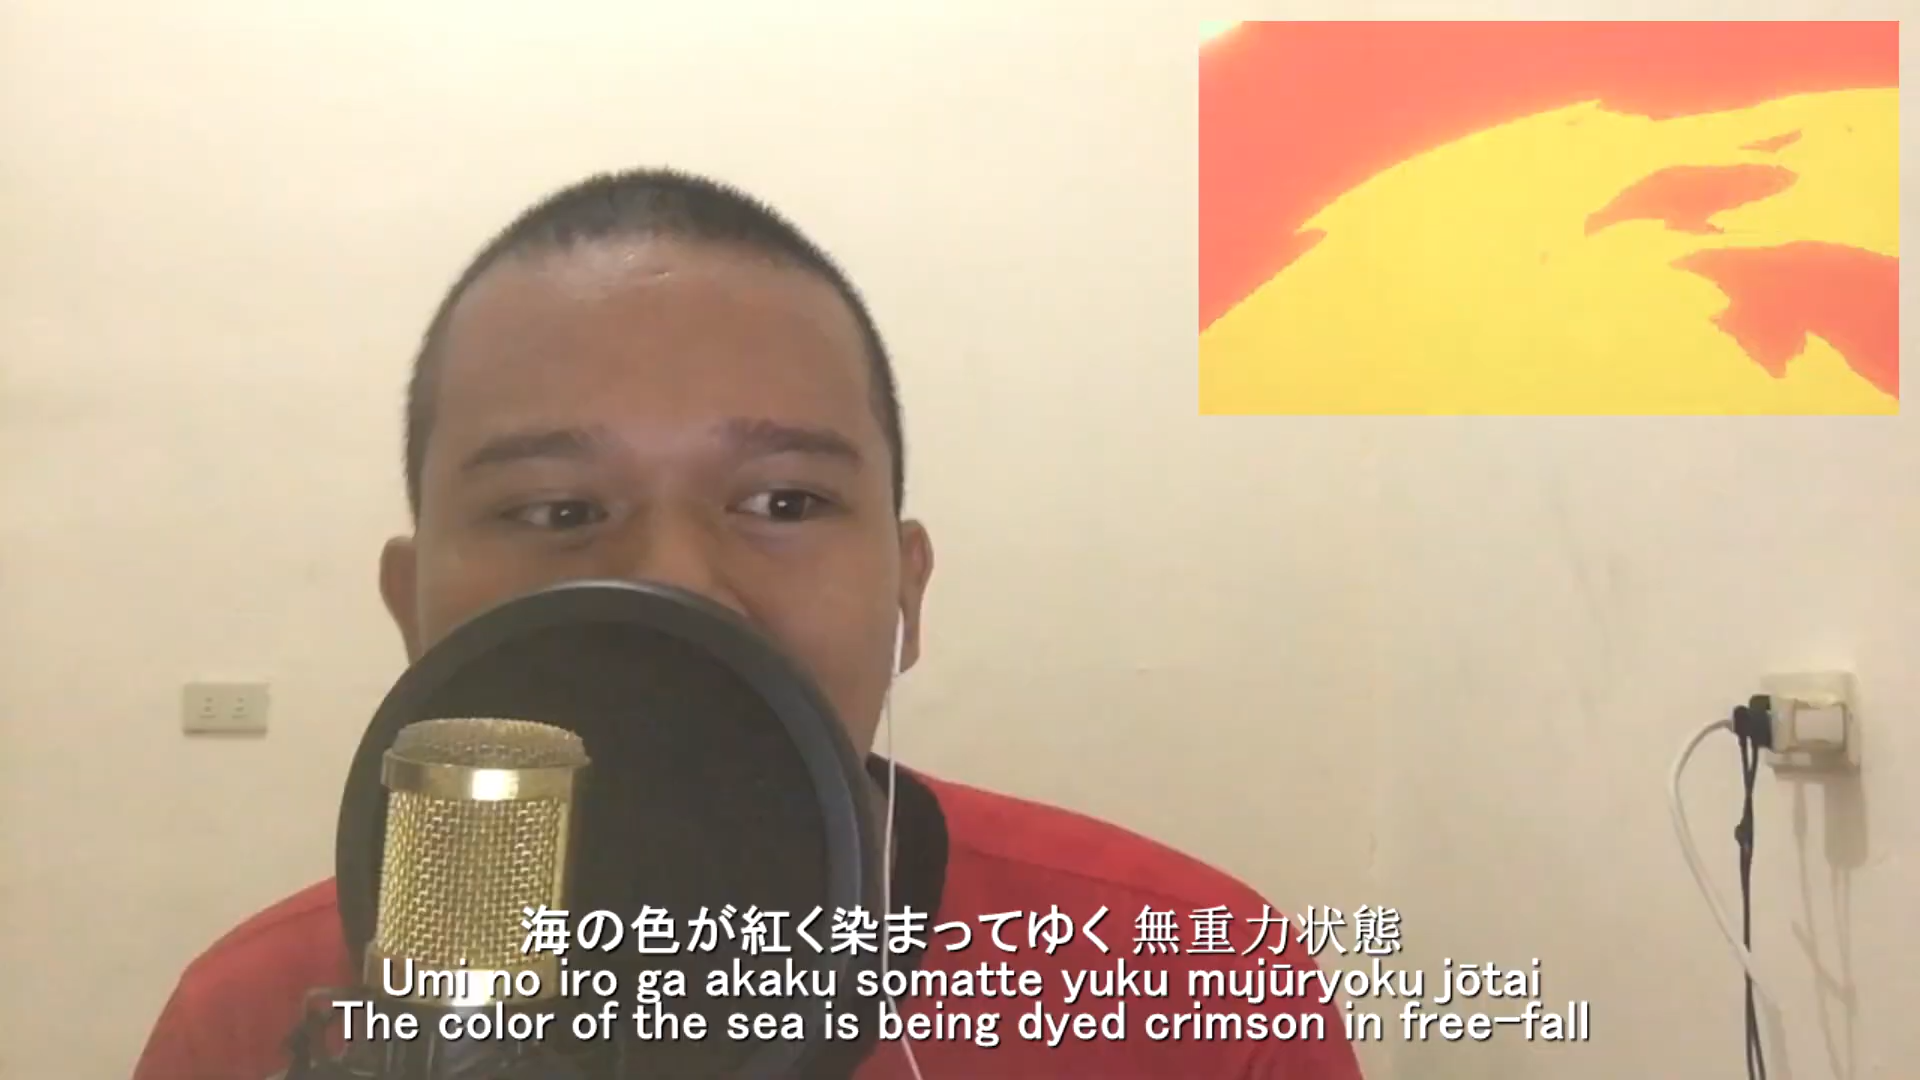 海の色が紅く染まってゆく 無重力状態
Umi no iro ga akaku somatte yuku mujūryoku jōtai
The color of the sea is being dyed crimson in free-fall